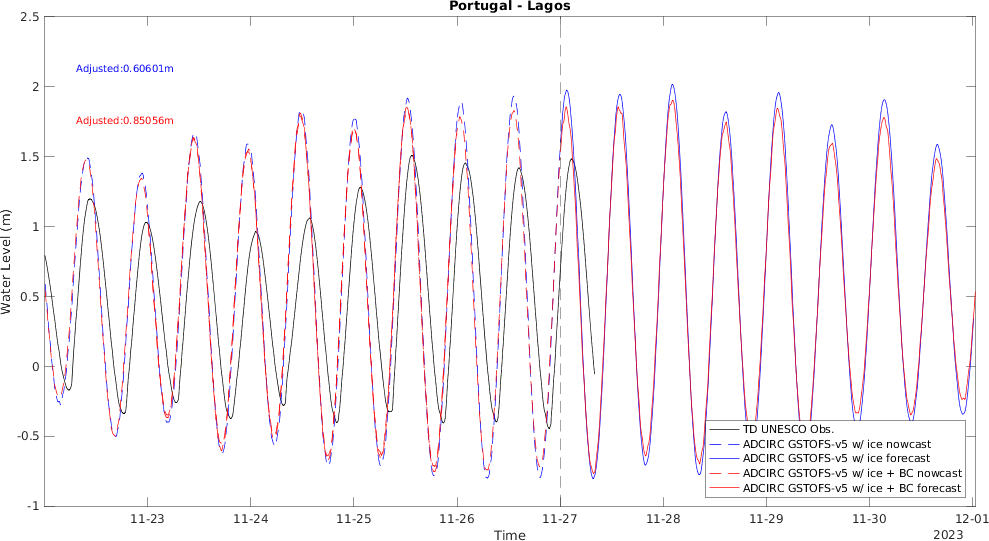 Portugal - Lagos
2.5
2
1.5
1
0.5
0
-0.5
-1
Water Level (m)
Adjusted:0.60601m
Adjusted:0.85056m
TD UNESCO Obs.
ADCIRC GSTOFS-v5 w/ ice nowcast
ADCIRC GSTOFS-v5 w/ ice forecast
ADCIRC GSTOFS-v5 w/ ice + BC nowcast
ADCIRC GSTOFS-v5 w/ ice + BC forecast
11-23 11-24 11-25 11-26 11-27 11-28 11-29 11-30 12-01
Time
2023